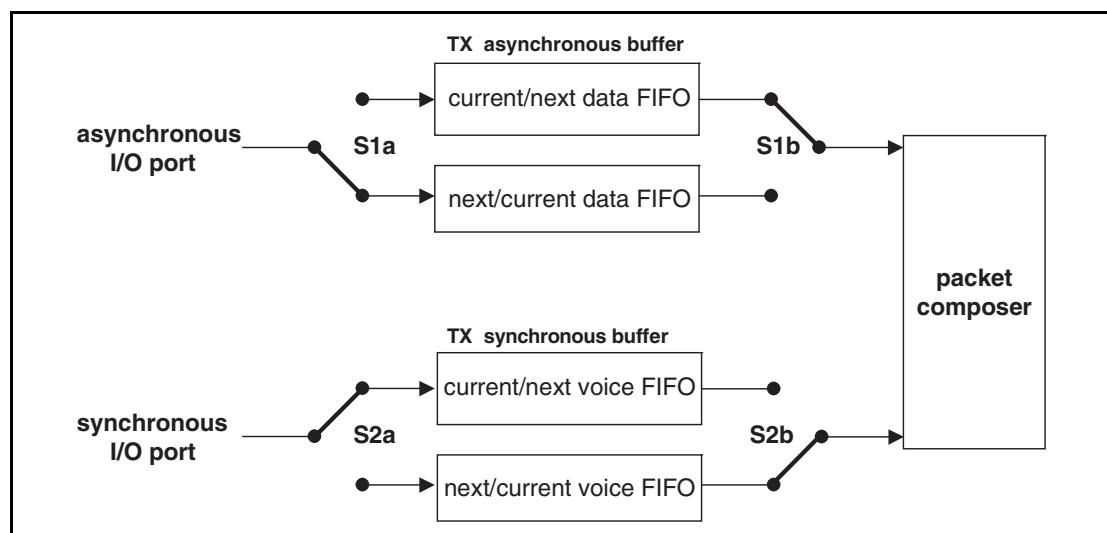 TX asynchronous buffer
current/next data FIFO
asynchronous
I/O port
S1a
S1b
next/current data FIFO
packet
composer
TX synchronous buffer
current/next voice FIFO
synchronous
I/O port
S2a
S2b
next/current voice FIFO